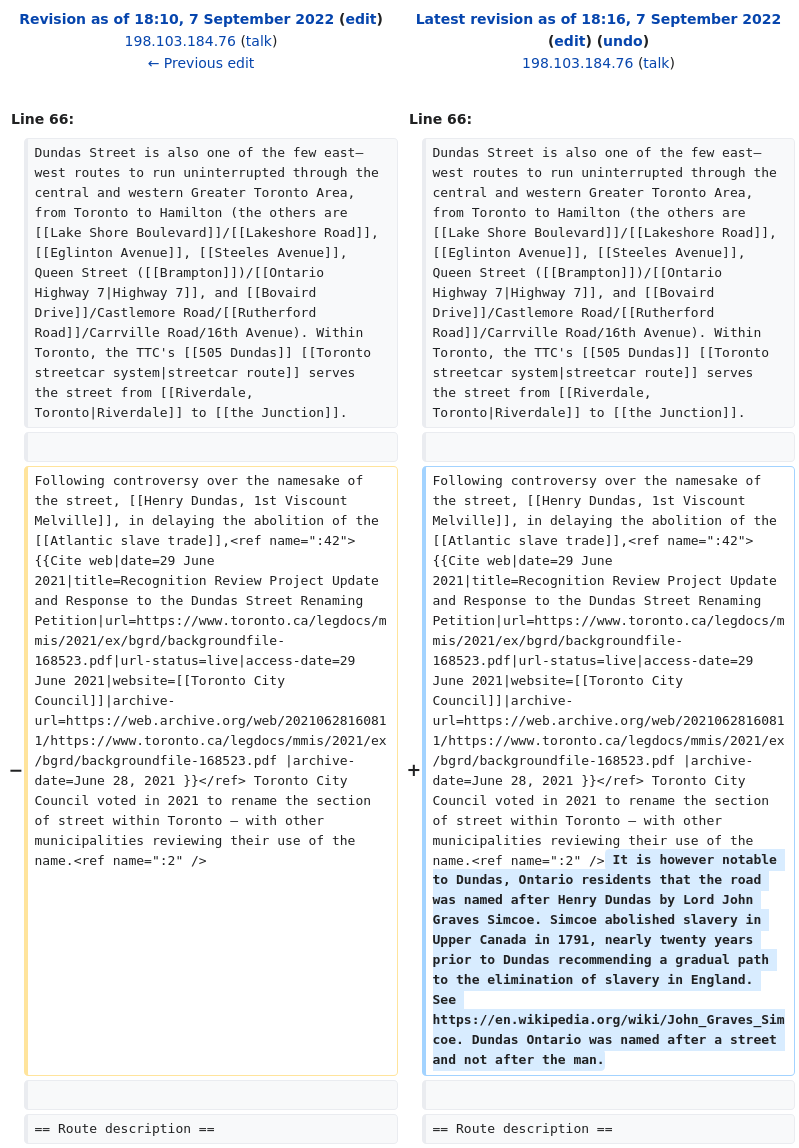 Revision as of 18:10, 7 September 2022 (edit)
198.103.184.76 (talk)
← Previous edit
Latest revision as of 18:16, 7 September 2022
(edit) (undo)
198.103.184.76 (talk)
Line 66:
Line 66:
Dundas Street is also one of the few east–
west routes to run uninterrupted through the
central and western Greater Toronto Area,
from Toronto to Hamilton (the others are
[[Lake Shore Boulevard]]/[[Lakeshore Road]],
[[Eglinton Avenue]], [[Steeles Avenue]],
Queen Street ([[Brampton]])/[[Ontario
Highway 7|Highway 7]], and [[Bovaird
Drive]]/Castlemore Road/[[Rutherford
Road]]/Carrville Road/16th Avenue). Within
Toronto, the TTC's [[505 Dundas]] [[Toronto
streetcar system|streetcar route]] serves
the street from [[Riverdale,
Toronto|Riverdale]] to [[the Junction]].
Dundas Street is also one of the few east–
west routes to run uninterrupted through the
central and western Greater Toronto Area,
from Toronto to Hamilton (the others are
[[Lake Shore Boulevard]]/[[Lakeshore Road]],
[[Eglinton Avenue]], [[Steeles Avenue]],
Queen Street ([[Brampton]])/[[Ontario
Highway 7|Highway 7]], and [[Bovaird
Drive]]/Castlemore Road/[[Rutherford
Road]]/Carrville Road/16th Avenue). Within
Toronto, the TTC's [[505 Dundas]] [[Toronto
streetcar system|streetcar route]] serves
the street from [[Riverdale,
Toronto|Riverdale]] to [[the Junction]].
−
Following controversy over the namesake of
the street, [[Henry Dundas, 1st Viscount
Melville]], in delaying the abolition of the
[[Atlantic slave trade]],<ref name=":42">
{{Cite web|date=29 June
2021|title=Recognition Review Project Update
and Response to the Dundas Street Renaming
Petition|url=https://www.toronto.ca/legdocs/m
mis/2021/ex/bgrd/backgroundfile-
168523.pdf|url-status=live|access-date=29
June 2021|website=[[Toronto City
Council]]|archive-
url=https://web.archive.org/web/2021062816081
1/https://www.toronto.ca/legdocs/mmis/2021/ex
/bgrd/backgroundfile-168523.pdf |archive-
date=June 28, 2021 }}</ref> Toronto City
Council voted in 2021 to rename the section
of street within Toronto – with other
municipalities reviewing their use of the
name.<ref name=":2" />
+
Following controversy over the namesake of
the street, [[Henry Dundas, 1st Viscount
Melville]], in delaying the abolition of the
[[Atlantic slave trade]],<ref name=":42">
{{Cite web|date=29 June
2021|title=Recognition Review Project Update
and Response to the Dundas Street Renaming
Petition|url=https://www.toronto.ca/legdocs/m
mis/2021/ex/bgrd/backgroundfile-
168523.pdf|url-status=live|access-date=29
June 2021|website=[[Toronto City
Council]]|archive-
url=https://web.archive.org/web/2021062816081
1/https://www.toronto.ca/legdocs/mmis/2021/ex
/bgrd/backgroundfile-168523.pdf |archive-
date=June 28, 2021 }}</ref> Toronto City
Council voted in 2021 to rename the section
of street within Toronto – with other
municipalities reviewing their use of the
name.<ref name=":2" /> It is however notable
to Dundas, Ontario residents that the road
was named after Henry Dundas by Lord John
Graves Simcoe. Simcoe abolished slavery in
Upper Canada in 1791, nearly twenty years
prior to Dundas recommending a gradual path
to the elimination of slavery in England.
See
https://en.wikipedia.org/wiki/John_Graves_Sim
coe. Dundas Ontario was named after a street
and not after the man.
== Route description ==
== Route description ==